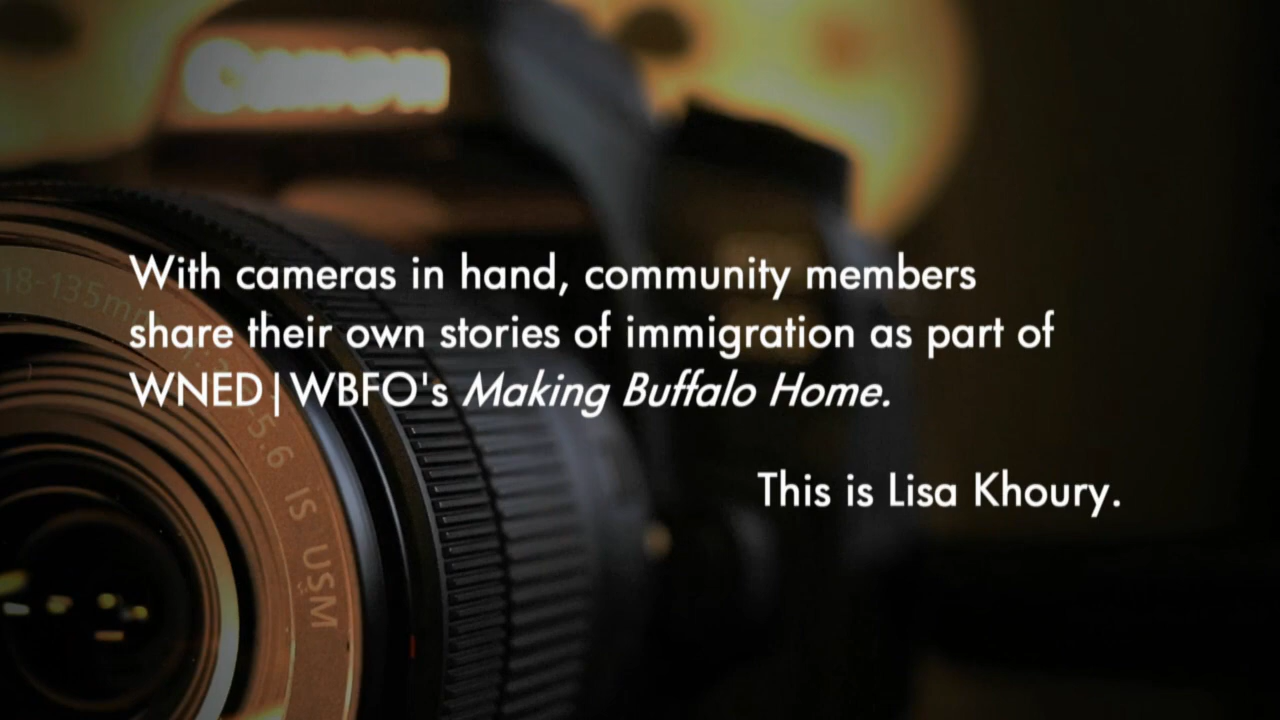 Canon
With cameras in hand, community members
share their own stories of immigration as part of
WNED|WBFO's Making Buffalo Home.
This is Lisa Khoury.
18-135mm
5.6 IS USM